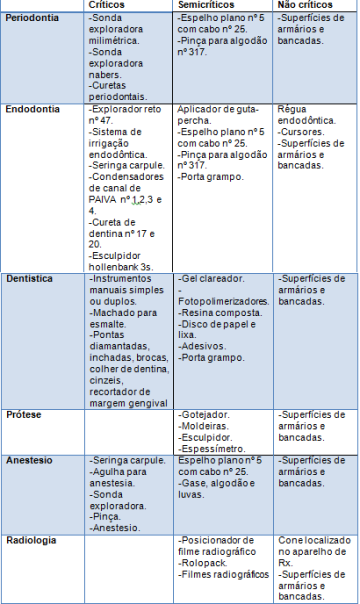 Críticos
Semicríticos
Não críticos
Periodontia
-Sonda
exploradora
milimétrica.
-Sonda
exploradora
nabers.
-Curetas
periodontais.
-Espelho plano nº 5
com cabo nº 25.
-Pinça para algodão
nº 317.
-Superfícies de
armários e
bancadas.
Endodontia
-Explorador reto
nº 47.
-Sistema de
irrigação
endodôntica.
-Seringa carpule.
-Condensadores
de canal de
PAIVA nº 1,2,3 e
4.
-Cureta de
dentina nº 17 e
20.
-Esculpidor
hollenbank 3s.
Aplicador de guta-
percha.
-Espelho plano nº 5
com cabo nº 25.
-Pinça para algodão
nº 317.
-Porta grampo.
Régua
endodôntica.
-Cursores.
-Superfícies de
armários e
bancadas.
Dentistica
-Instrumentos
manuais simples
ou duplos.
-Machado para
esmalte.
-Pontas
diamantadas,
inchadas, brocas,
colher de dentina,
cinzeis,
recortador de
margem gengival
-Gel clareador.
-
Fotopolimerizadores.
-Resina composta.
-Disco de papel e
lixa.
-Adesivos.
-Porta grampo.
-Superfícies de
armários e
bancadas.
Prótese
-Gotejador.
-Moldeiras.
-Esculpidor.
-Espessímetro.
-Superfícies de
armários e
bancadas.
Anestesio
-Seringa carpule.
-Agulha para
anestesia.
-Sonda
exploradora.
-Pinça.
-Anestesio.
Espelho plano nº 5
com cabo nº 25.
-Gase, algodão e
luvas.
-Superfícies de
armários e
bancadas.
Radiologia
-Posicionador de
filme radiográfico
-Rolopack.
-Filmes radiográficos
Cone localizado
no aparelho de
Rx.
-Superfícies de
armários e
bancadas.